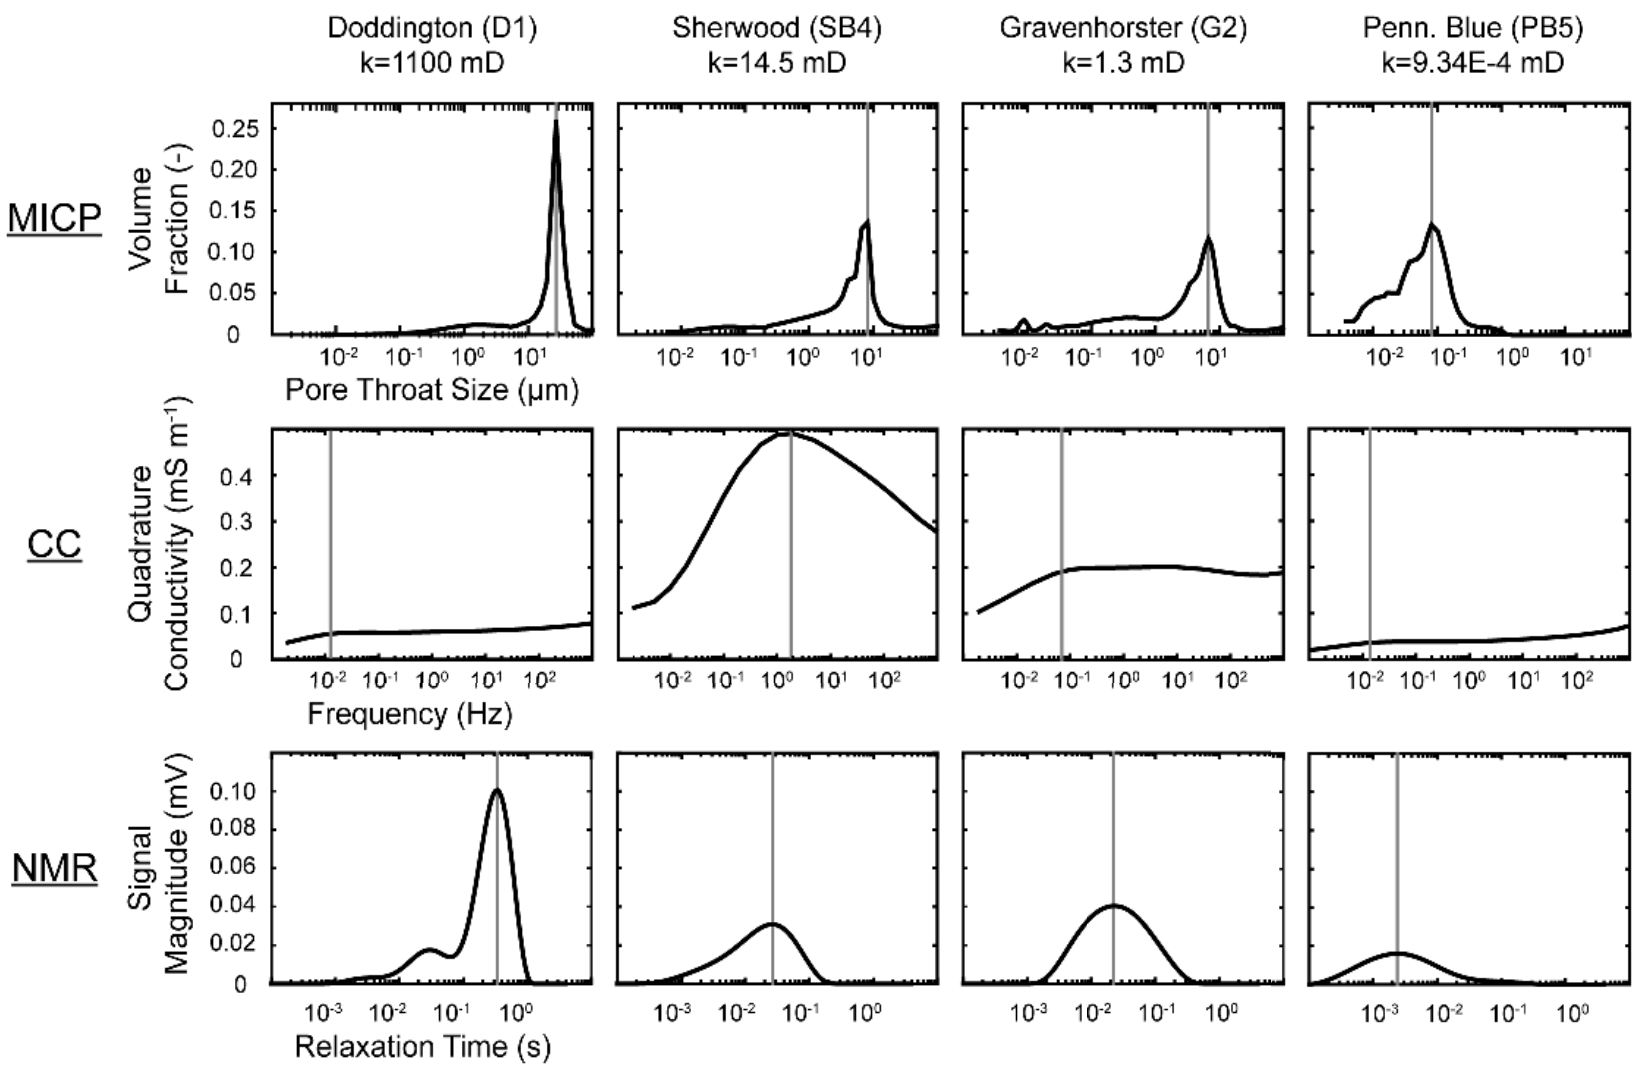 Doddington (D1)
k=1100 mD
Sherwood (SB4)
k=14.5 mD
Gravenhorster (G2)
k=1.3 mD
Penn. Blue (PB5)
k=9.34E-4 mD
MICP
Volume
Fraction (-)
0.25
0.20
0.15
0.10
0.05
0
10⁻² 10⁻¹ 10⁰ 10¹
10⁻² 10⁻¹ 10⁰ 10¹
10⁻² 10⁻¹ 10⁰ 10¹
10⁻² 10⁻¹ 10⁰ 10¹
Pore Throat Size (µm)
CC
Quadrature
Conductivity (mS m⁻¹)
0.4
0.3
0.2
0.1
0
10⁻² 10⁻¹ 10⁰ 10¹ 10²
10⁻² 10⁻¹ 10⁰ 10¹ 10²
10⁻² 10⁻¹ 10⁰ 10¹ 10²
10⁻² 10⁻¹ 10⁰ 10¹ 10²
Frequency (Hz)
NMR
Signal
Magnitude (mV)
0.10
0.08
0.06
0.04
0.02
0
10⁻³ 10⁻² 10⁻¹ 10⁰
10⁻³ 10⁻² 10⁻¹ 10⁰
10⁻³ 10⁻² 10⁻¹ 10⁰
10⁻³ 10⁻² 10⁻¹ 10⁰
Relaxation Time (s)